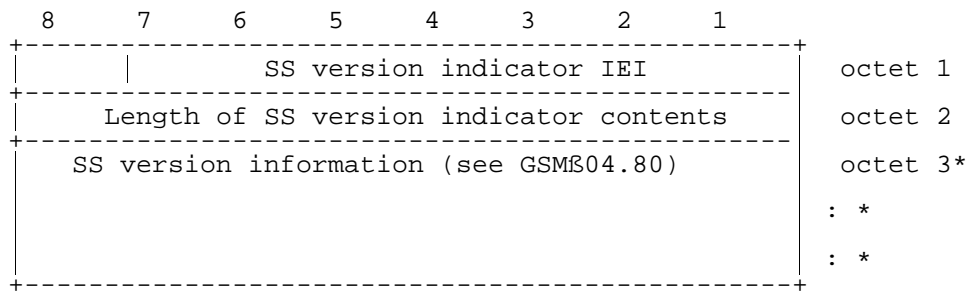 8 7 6 5 4 3 2 1
SS version indicator IEI octet 1
Length of SS version indicator contents octet 2
SS version information (see GSMß04.80) octet 3*
: *
: *